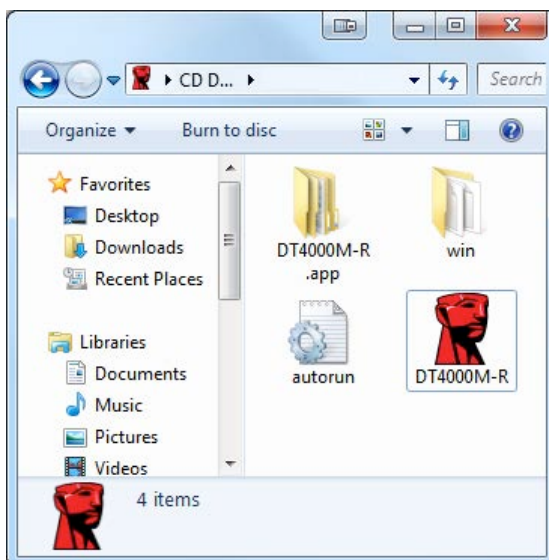 CD D...
Search
Organize
Burn to disc
Favorites
Desktop
Downloads
Recent Places
Libraries
Documents
Music
Pictures
Videos
DT4000M-R
.app
win
autorun
DT4000M-R
4 items